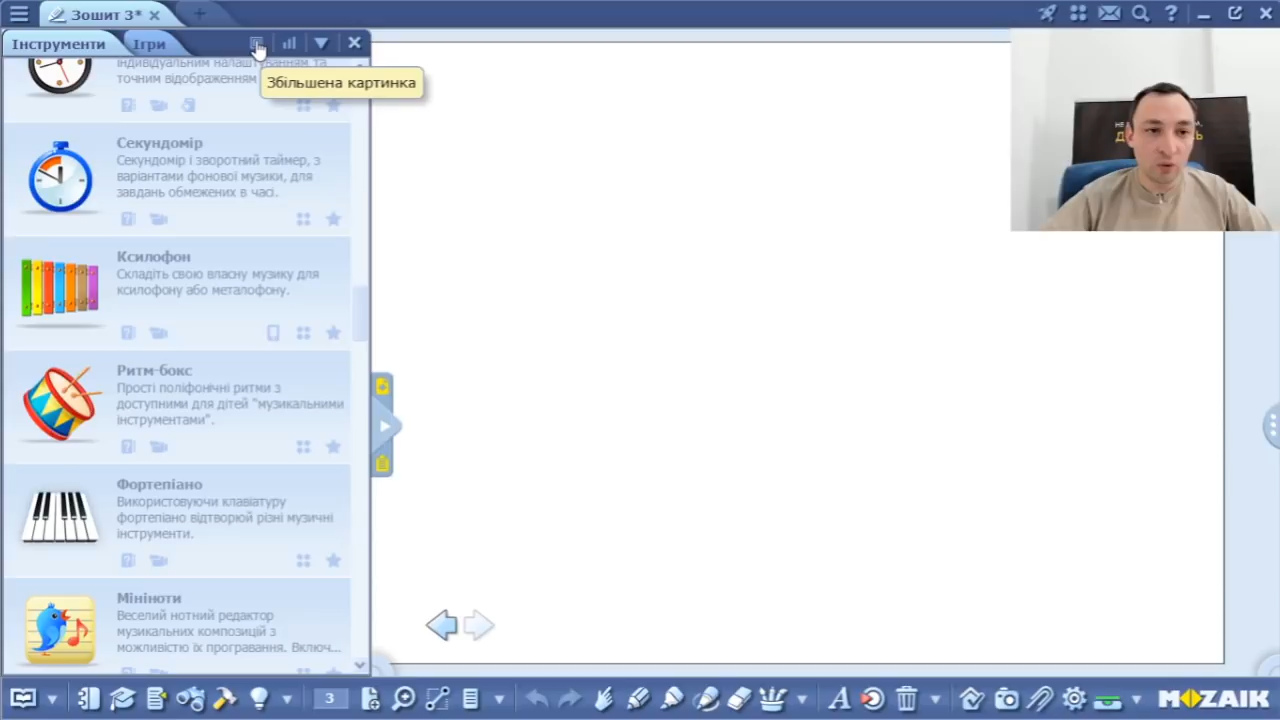 Зошит 3*
Інструменти
Ігри
індивідуальним налаштуванням та
точним відображенням
Збільшена картинка
Секундомір
Секундомір і зворотний таймер, з
варіантами фонової музики, для
завдань обмежених в часі.
Ксилофон
Складіть свою власну музику для
ксилофону або металофону.
Ритм-бокс
Прості поліфонічні ритми з
доступними для дітей "музикальними
інструментами".
Фортепіано
Використовуючи клавіатуру
фортепіано відтворюй різні музичні
інструменти.
Мініноти
Веселий нотний редактор
музикальних композицій з
можливістю їх програвання. Включ...
3
MOZAIK